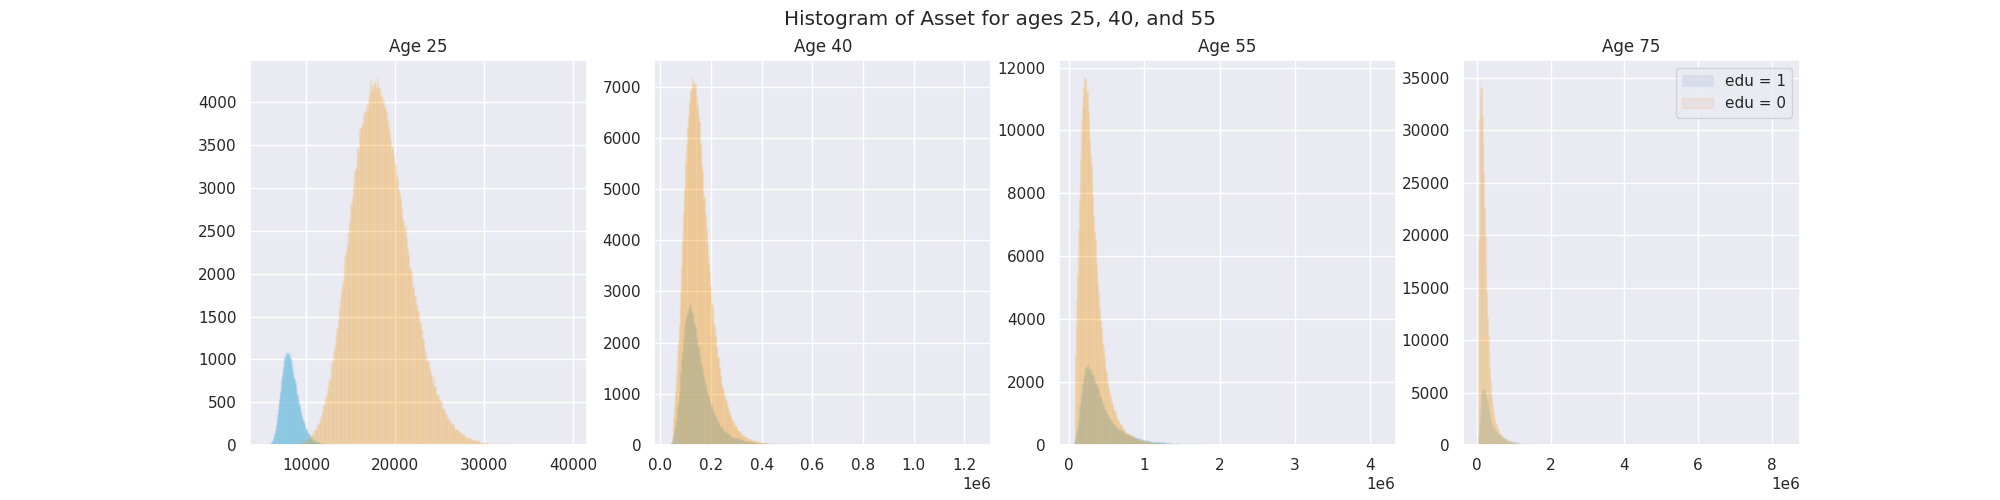 Histogram of Asset for ages 25, 40, and 55
Age 25
4000
3500
3000
2500
2000
1500
1000
500
0
10000 20000 30000 40000
Age 40
7000
6000
5000
4000
3000
2000
1000
0
0.0 0.2 0.4 0.6 0.8 1.0 1.2
1e6
Age 55
12000
10000
8000
6000
4000
2000
0
0 1 2 3 4
1e6
Age 75
35000
30000
25000
20000
15000
10000
5000
0
0 2 4 6 8
1e6
edu = 1
edu = 0